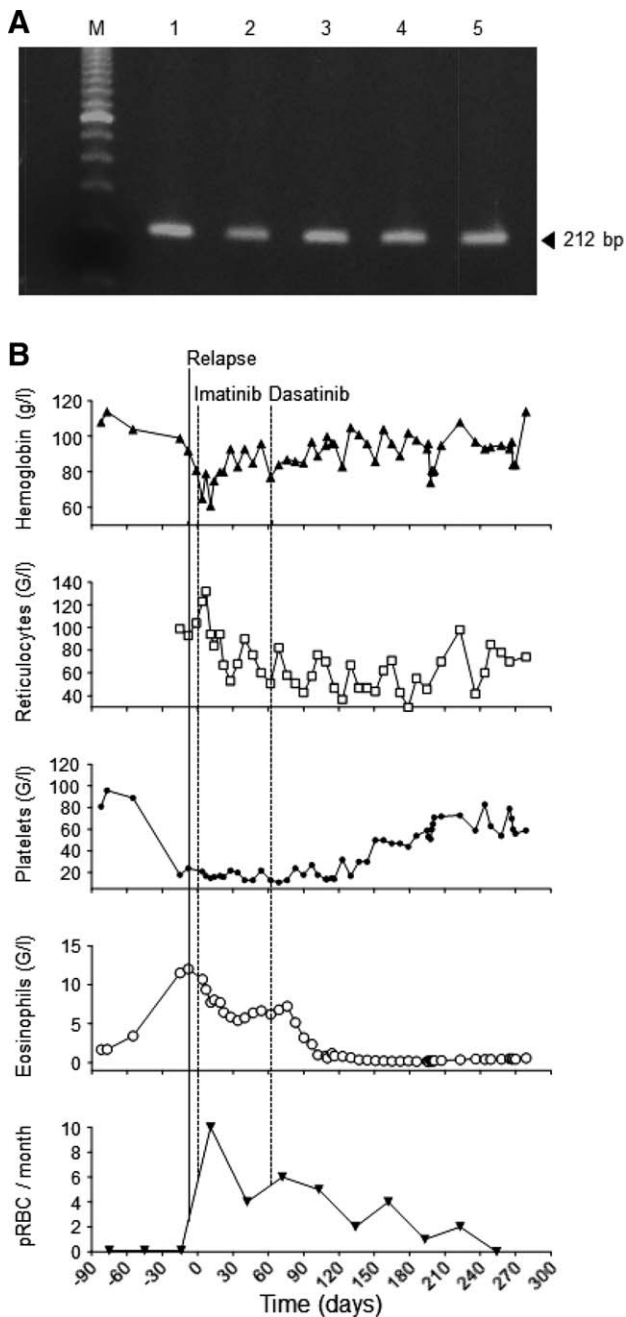 A
M 1 2 3 4 5
212 bp
B
Relapse
Imatinib Dasatinib
Hemoglobin (g/l)
120
100
80
60
Reticulocytes (G/l)
140
120
100
80
60
40
Platelets (G/l)
120
100
80
60
40
20
Eosinophils (G/l)
15
10
5
0
pRBC / month
10
8
6
4
2
0
-90 -60 -30 0 30 60 90 120 150 180 210 240 270 300
Time (days)